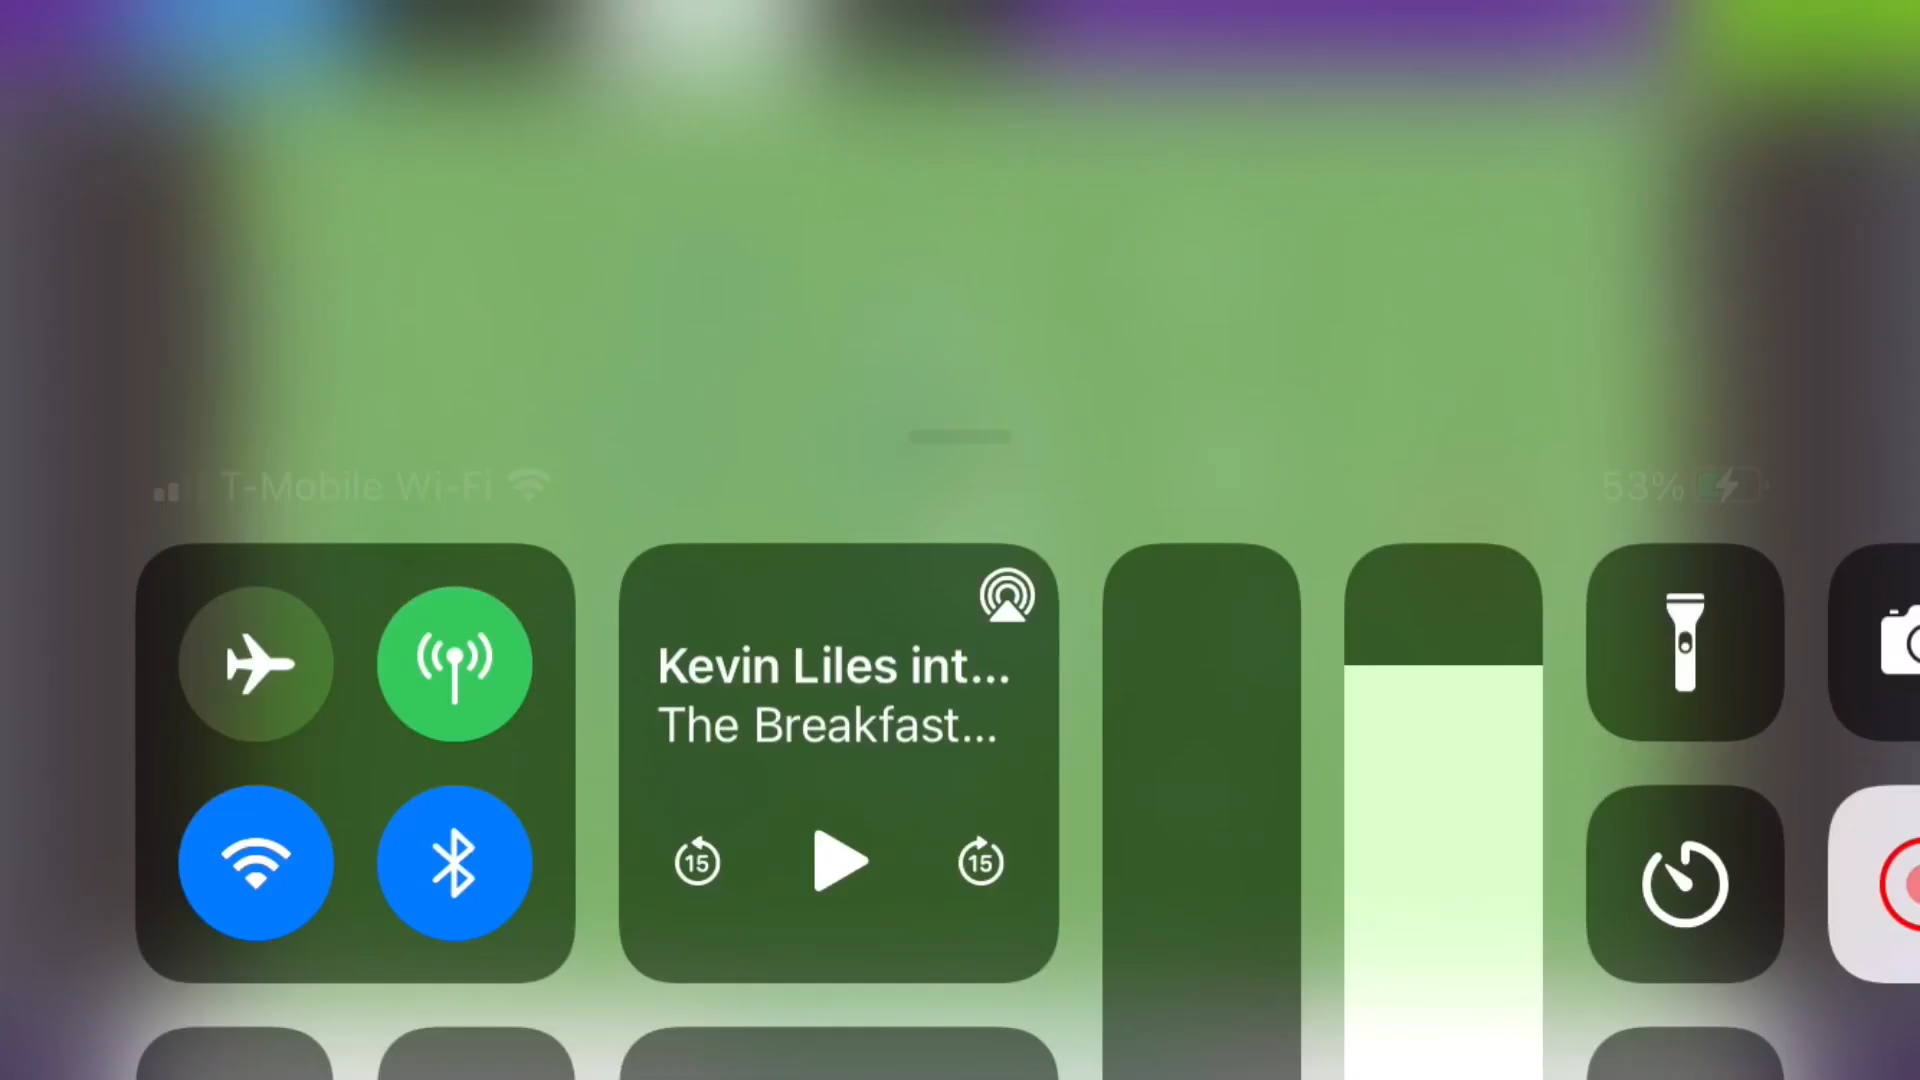 T-Mobile Wi-Fi
53%
Kevin Liles int...
The Breakfast...
15
15